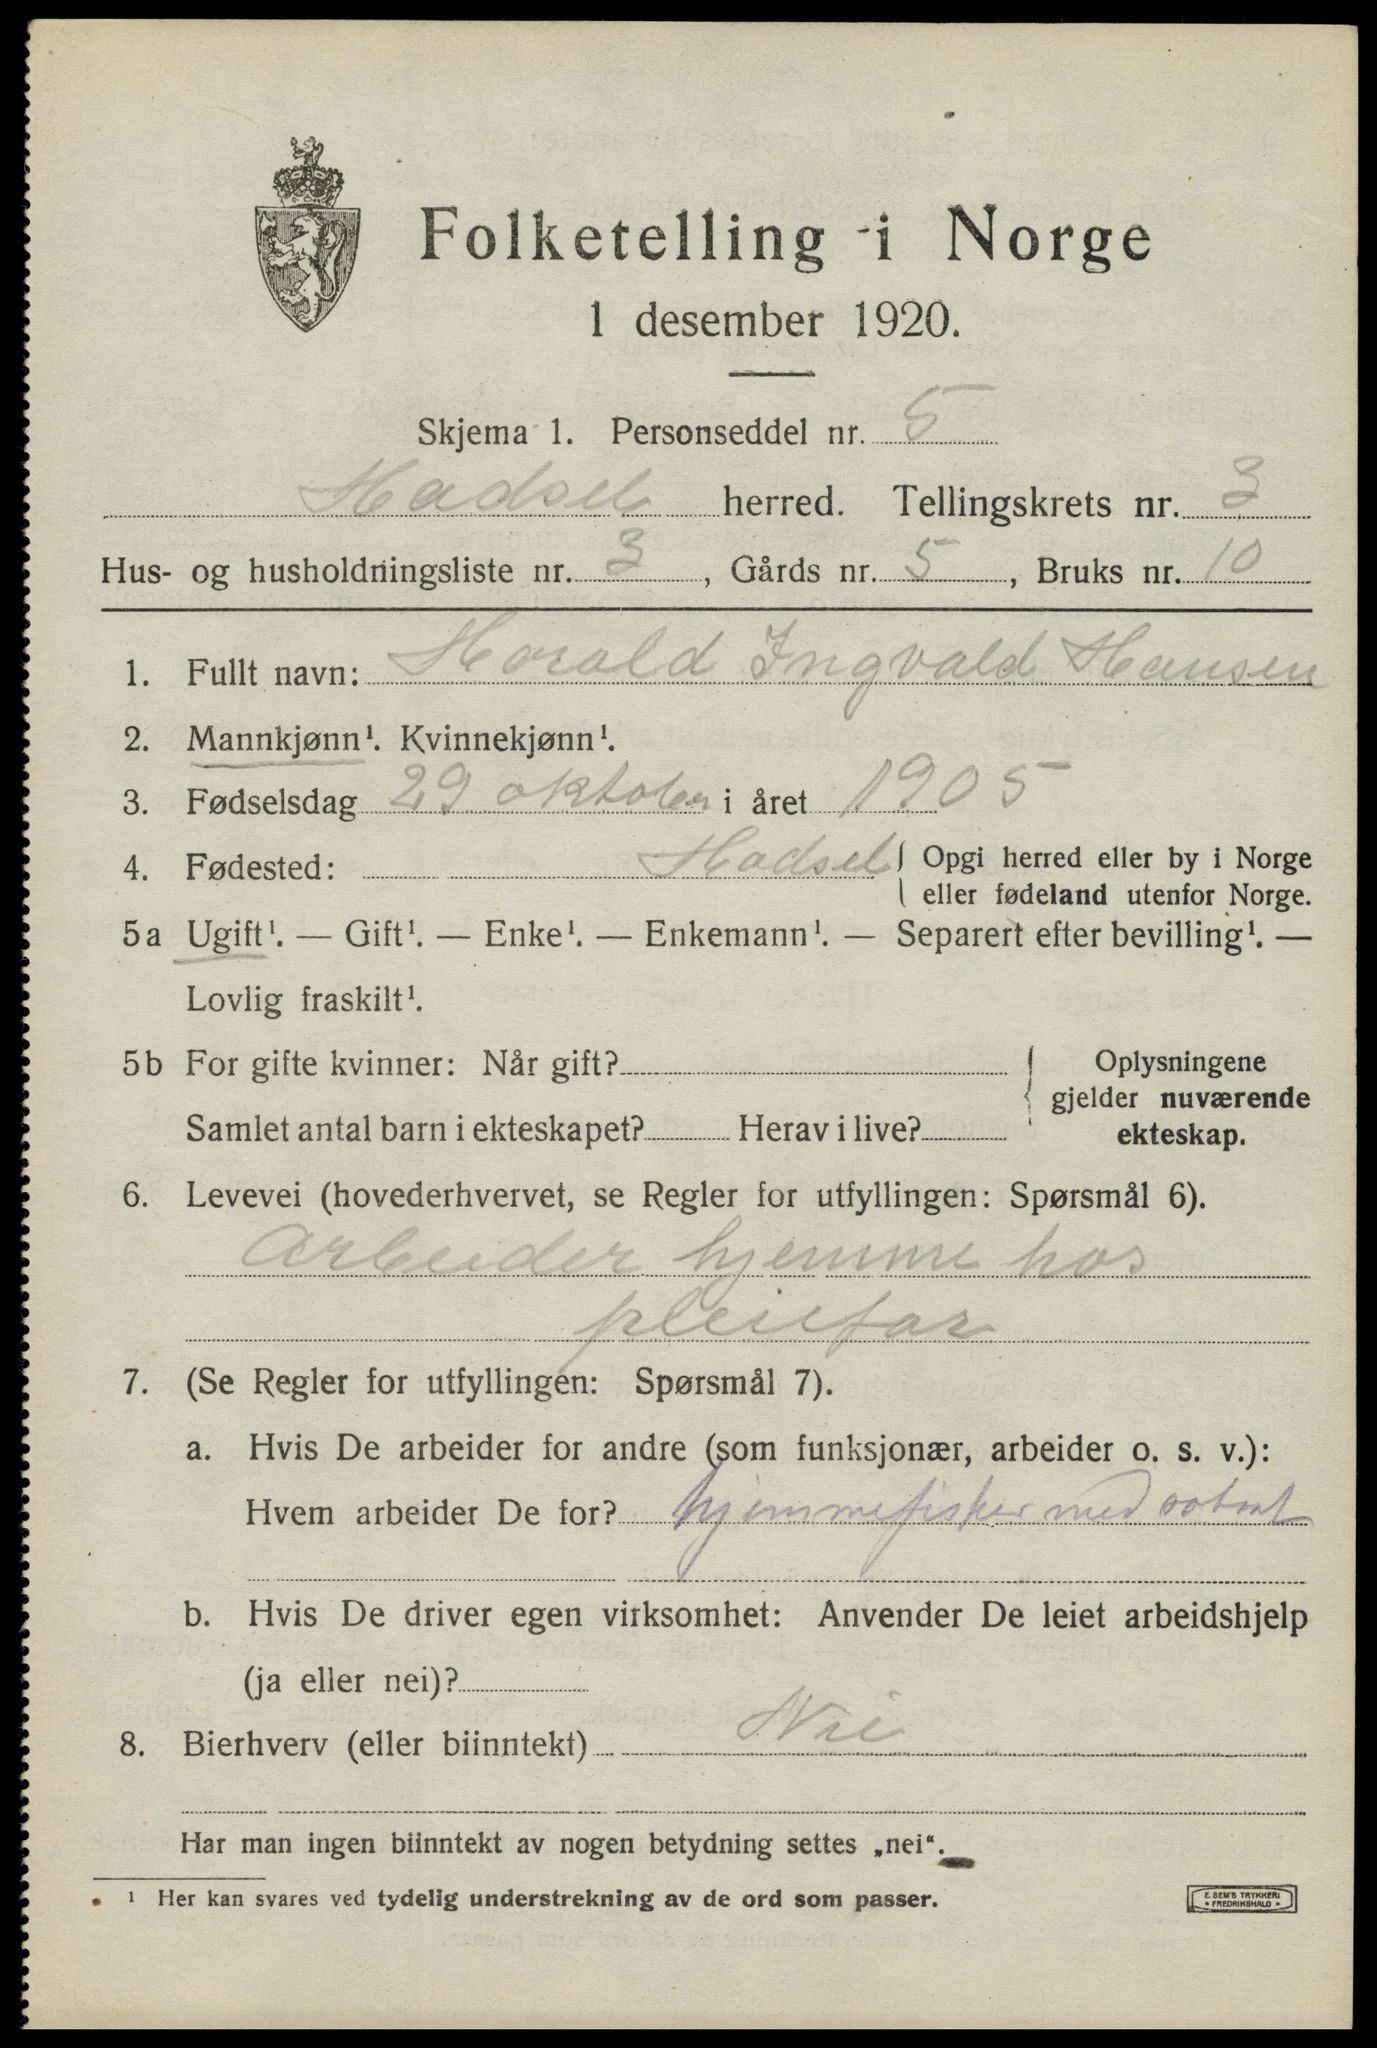 Folketelling i Norge
1 desember 1920.
Skjema 1. Personseddel nr. 5
Hadsel herred. Tellingskrets nr. 3
Hus- og husholdningsliste nr. 3, Gårds nr. 5, Bruks nr. 10
1. Fullt navn: Harald Ingvald Hansen
2. Mannkjønn¹. Kvinnekjønn¹.
3. Fødselsdag 29 oktober i året 1905
4. Fødested: Hadsel { Opgi herred eller by i Norge
eller fødeland utenfor Norge.
5a Ugift¹. — Gift¹. — Enke¹. — Enkemann¹. — Separert efter bevilling¹. —
Lovlig fraskilt¹.
5b For gifte kvinner: Når gift?
Samlet antal barn i ekteskapet? Herav i live?
{ Oplysningene
gjelder nuværende
ekteskap.
6. Levevei (hovederhvervet, se Regler for utfyllingen: Spørsmål 6).
Arbeider hjemme hos
pleiefar
7. (Se Regler for utfyllingen: Spørsmål 7).
a. Hvis De arbeider for andre (som funksjonær, arbeider o. s. v.):
Hvem arbeider De for? hjemmefisker med
b. Hvis De driver egen virksomhet: Anvender De leiet arbeidshjelp
(ja eller nei)?
8. Bierhverv (eller biinntekt) Nei
Har man ingen biinntekt av nogen betydning settes „nei“.
¹ Her kan svares ved tydelig understrekning av de ord som passer.
E. SEM'S TRYKKERI
• FREDRIKSHALD •